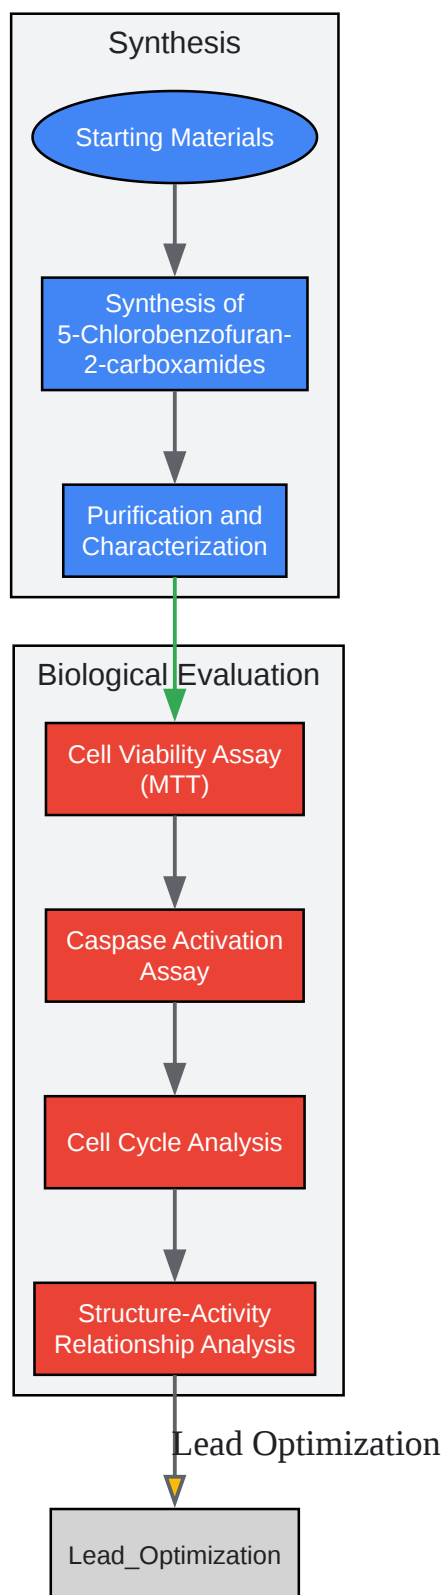 Synthesis
Starting Materials
Synthesis of
5-Chlorobenzofuran-
2-carboxamides
Purification and
Characterization
Biological Evaluation
Cell Viability Assay
(MTT)
Caspase Activation
Assay
Cell Cycle Analysis
Structure-Activity
Relationship Analysis
Lead Optimization
Lead_Optimization